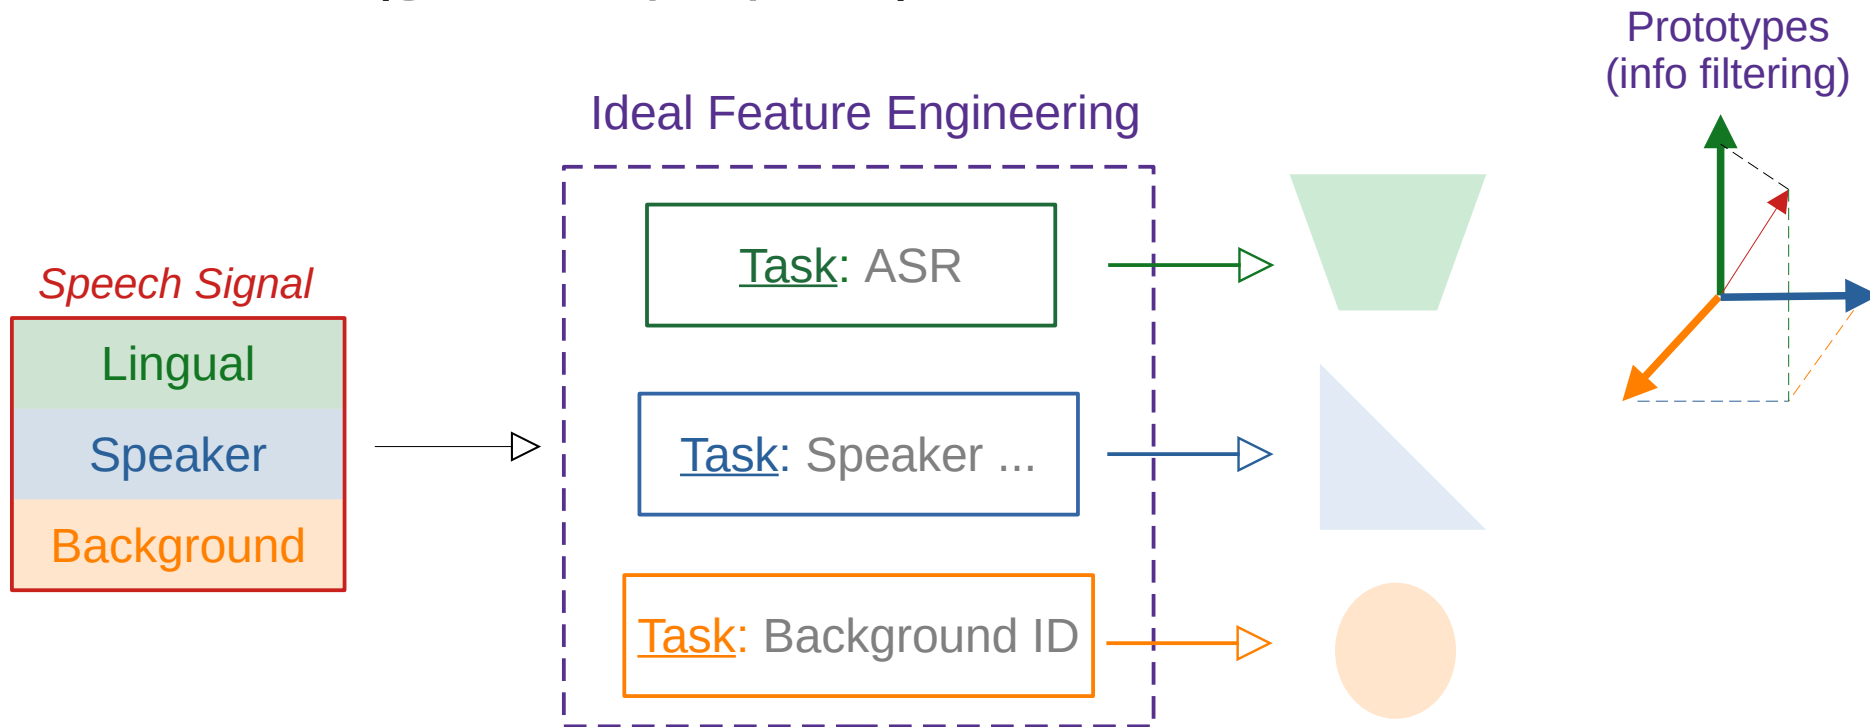 Prototypes
(info filtering)
Ideal Feature Engineering
Speech Signal
Lingual
Speaker
Background
Task: ASR
Task: Speaker ...
Task: Background ID